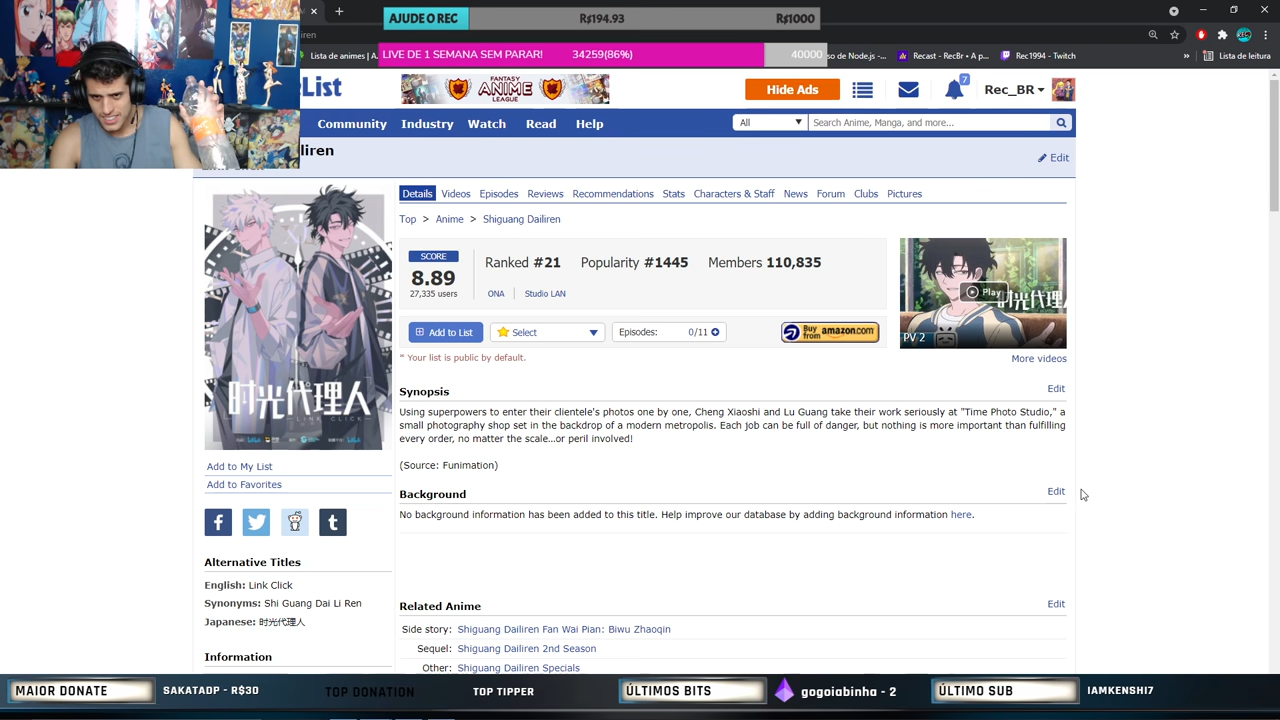 AJUDE O REC R$194.93 R$1000
LIVE DE 1 SEMANA SEM PARAR! 34259(86%) 40000
Lista de animes | A so de Node.js -... Recast - RecBr • A p... Rec1994 - Twitch » Lista de leitura
List FANTASY ANIME LEAGUE Hide Ads 7 Rec_BR
Community Industry Watch Read Help All Search Anime, Manga, and more...
iliren Edit
Details Videos Episodes Reviews Recommendations Stats Characters & Staff News Forum Clubs Pictures
Top > Anime > Shiguang Dailiren
SCORE
8.89
27,335 users
Ranked #21 Popularity #1445 Members 110,835
ONA Studio LAN
Play
PV 2
Add to List Select Episodes: 0/11 Buy from amazon.com
* Your list is public by default.
More videos
Synopsis Edit
Using superpowers to enter their clientele's photos one by one, Cheng Xiaoshi and Lu Guang take their work seriously at "Time Photo Studio," a
small photography shop set in the backdrop of a modern metropolis. Each job can be full of danger, but nothing is more important than fulfilling
every order, no matter the scale...or peril involved!
(Source: Funimation)
Background Edit
No background information has been added to this title. Help improve our database by adding background information here.
Related Anime Edit
Side story: Shiguang Dailiren Fan Wai Pian: Biwu Zhaoqin
Sequel: Shiguang Dailiren 2nd Season
Other: Shiguang Dailiren Specials
时光代理人
LINK CLICK
Add to My List
Add to Favorites
Alternative Titles
English: Link Click
Synonyms: Shi Guang Dai Li Ren
Japanese: 时光代理人
Information
MAIOR DONATE SAKATADP - R$30 TOP DONATION TOP TIPPER ÚLTIMOS BITS gogoiabinha - 2 ÚLTIMO SUB IAMKENSHI7